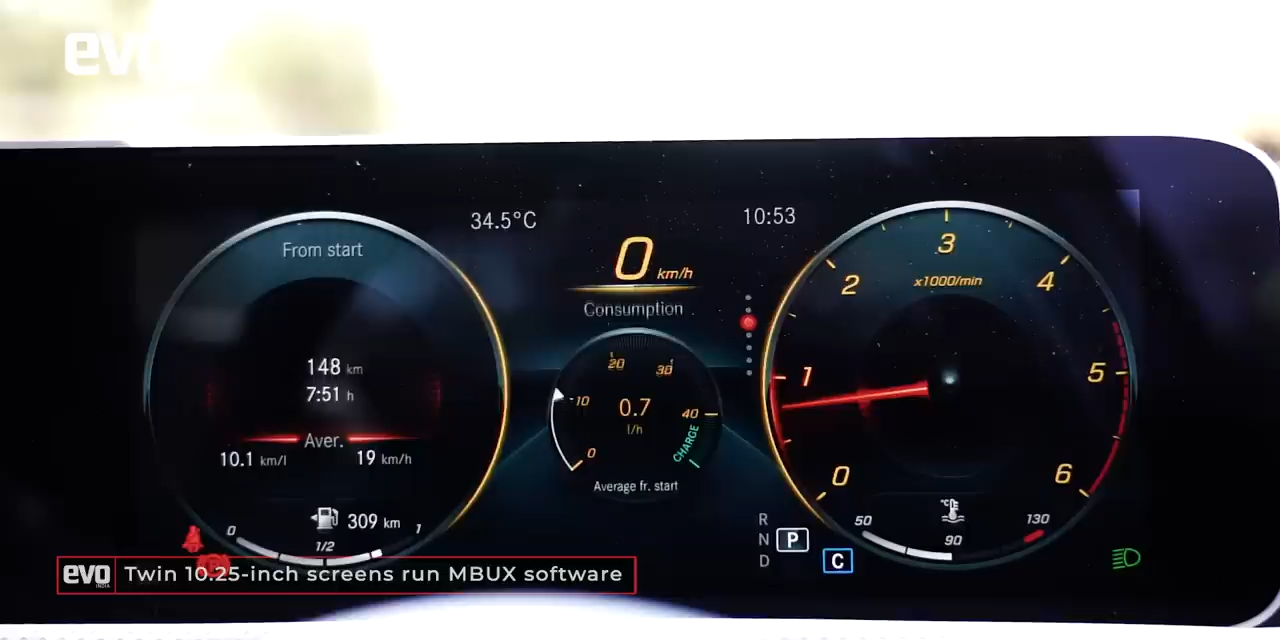 evo
34.5°C
10:53
From start
0 km/h
Consumption
148 km
7:51 h
Aver.
10.1 km/l
19 km/h
20
30
10
40
0.7
l/h
0
CHARGE
Average fr. start
3
2
4
x1000/min
1
5
0
6
0
309 km
1
1/2
R
N
P
D
C
°C
50
130
90
evo INDIA
Twin 10.25-inch screens run MBUX software